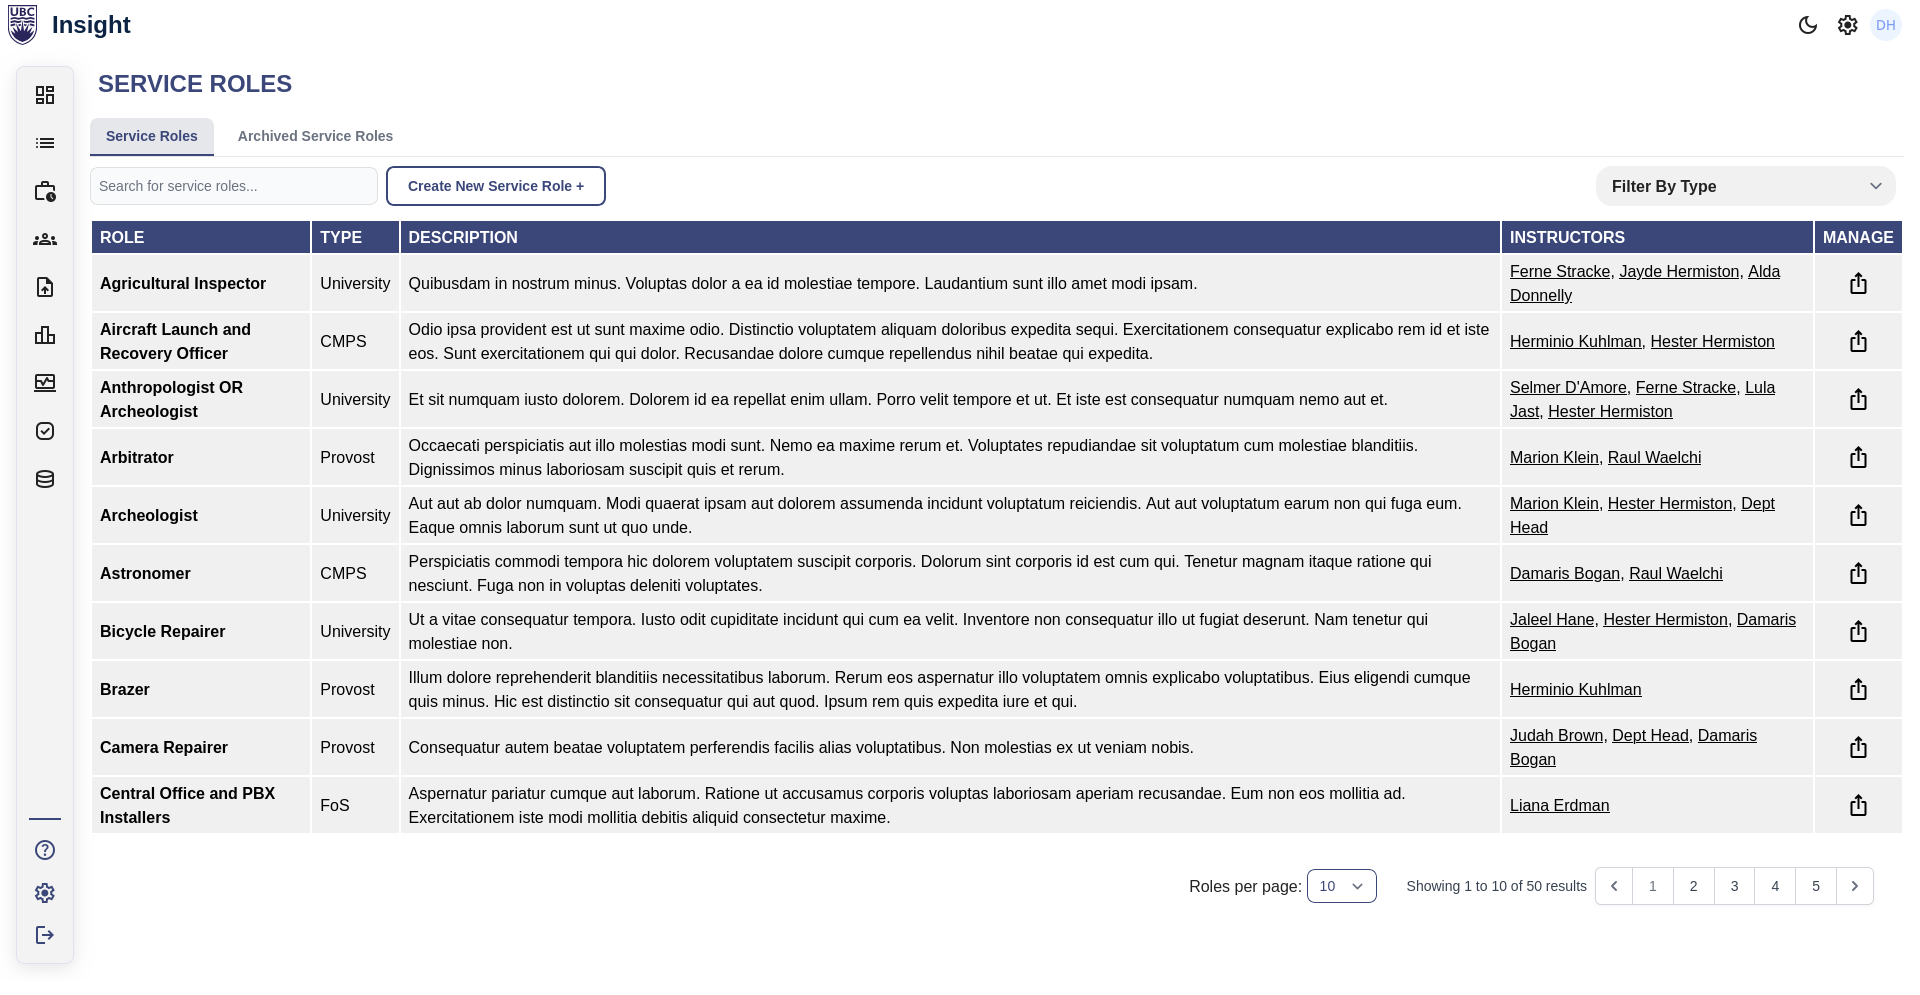 UBC
Insight
DH
SERVICE ROLES
Service Roles
Archived Service Roles
Search for service roles...
Create New Service Role +
Filter By Type
ROLE TYPE DESCRIPTION INSTRUCTORS MANAGE
Agricultural Inspector
University
Quibusdam in nostrum minus. Voluptas dolor a ea id molestiae tempore. Laudantium sunt illo amet modi ipsam.
Ferne Stracke, Jayde Hermiston, Alda
Donnelly
Aircraft Launch and
Recovery Officer
CMPS
Odio ipsa provident est ut sunt maxime odio. Distinctio voluptatem aliquam doloribus expedita sequi. Exercitationem consequatur explicabo rem id et iste
eos. Sunt exercitationem qui qui dolor. Recusandae dolore cumque repellendus nihil beatae qui expedita.
Herminio Kuhlman, Hester Hermiston
Anthropologist OR
Archeologist
University
Et sit numquam iusto dolorem. Dolorem id ea repellat enim ullam. Porro velit tempore et ut. Et iste est consequatur numquam nemo aut et.
Selmer D'Amore, Ferne Stracke, Lula
Jast, Hester Hermiston
Arbitrator
Provost
Occaecati perspiciatis aut illo molestias modi sunt. Nemo ea maxime rerum et. Voluptates repudiandae sit voluptatum cum molestiae blanditiis.
Dignissimos minus laboriosam suscipit quis et rerum.
Marion Klein, Raul Waelchi
Archeologist
University
Aut aut ab dolor numquam. Modi quaerat ipsam aut dolorem assumenda incidunt voluptatum reiciendis. Aut aut voluptatum earum non qui fuga eum.
Eaque omnis laborum sunt ut quo unde.
Marion Klein, Hester Hermiston, Dept
Head
Astronomer
CMPS
Perspiciatis commodi tempora hic dolorem voluptatem suscipit corporis. Dolorum sint corporis id est cum qui. Tenetur magnam itaque ratione qui
nesciunt. Fuga non in voluptas deleniti voluptates.
Damaris Bogan, Raul Waelchi
Bicycle Repairer
University
Ut a vitae consequatur tempora. Iusto odit cupiditate incidunt qui cum ea velit. Inventore non consequatur illo ut fugiat deserunt. Nam tenetur qui
molestiae non.
Jaleel Hane, Hester Hermiston, Damaris
Bogan
Brazer
Provost
Illum dolore reprehenderit blanditiis necessitatibus laborum. Rerum eos aspernatur illo voluptatem omnis explicabo voluptatibus. Eius eligendi cumque
quis minus. Hic est distinctio sit consequatur qui aut quod. Ipsum rem quis expedita iure et qui.
Herminio Kuhlman
Camera Repairer
Provost
Consequatur autem beatae voluptatem perferendis facilis alias voluptatibus. Non molestias ex ut veniam nobis.
Judah Brown, Dept Head, Damaris
Bogan
Central Office and PBX
Installers
FoS
Aspernatur pariatur cumque aut laborum. Ratione ut accusamus corporis voluptas laboriosam aperiam recusandae. Eum non eos mollitia ad.
Exercitationem iste modi mollitia debitis aliquid consectetur maxime.
Liana Erdman
Roles per page: 10
Showing 1 to 10 of 50 results
1 2 3 4 5